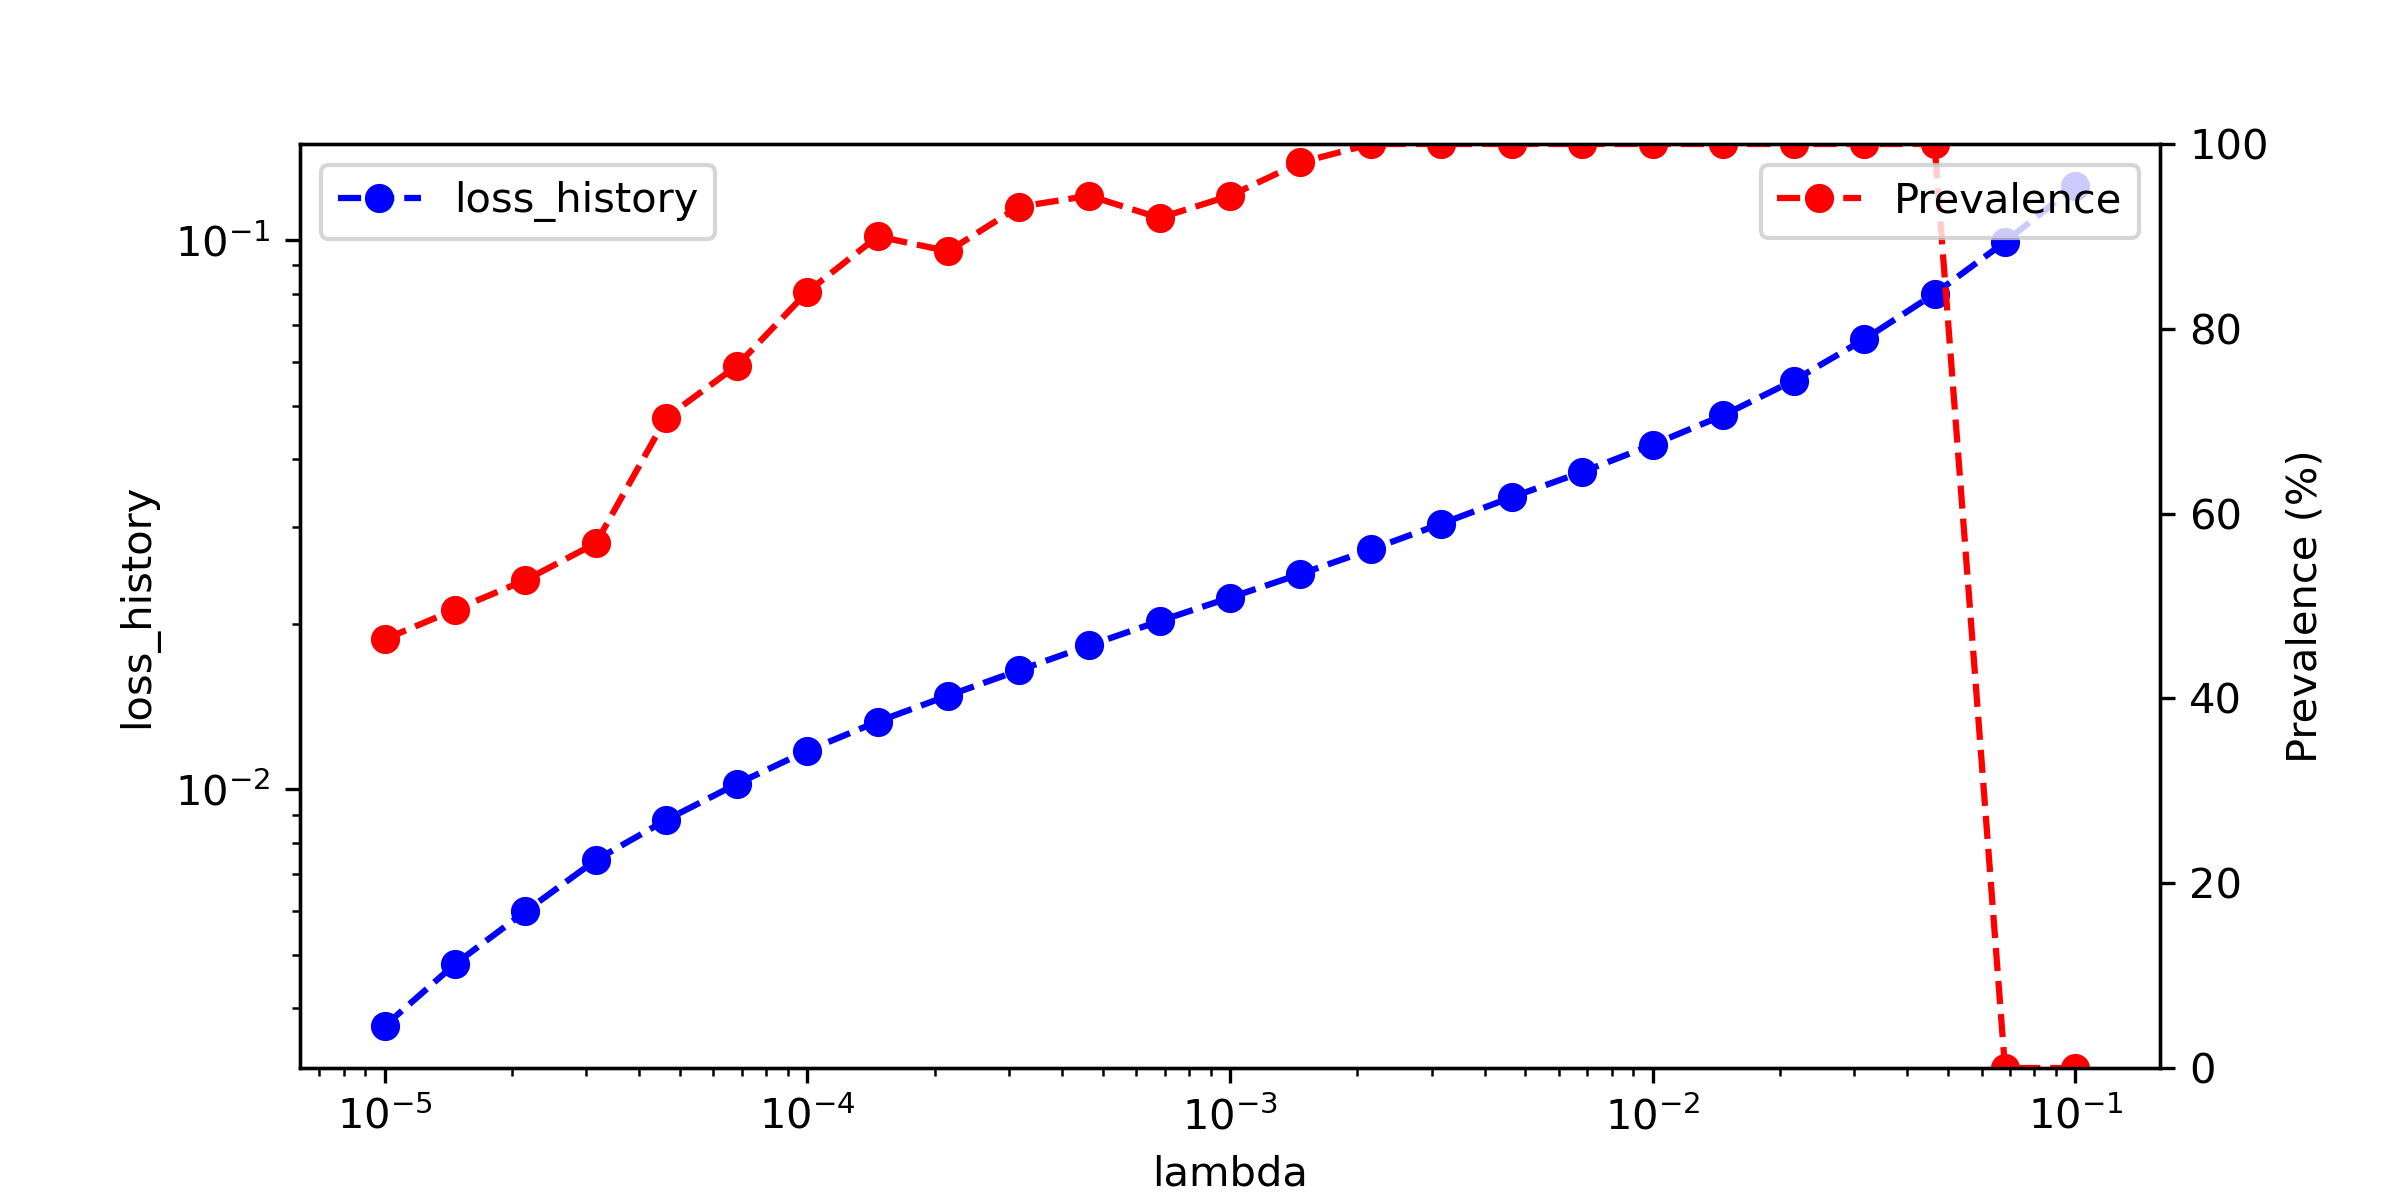 loss_history
Prevalence
10⁻¹
10⁻²
loss_history
100
80
60
40
20
0
Prevalence (%)
10⁻⁵
10⁻⁴
10⁻³
10⁻²
10⁻¹
lambda